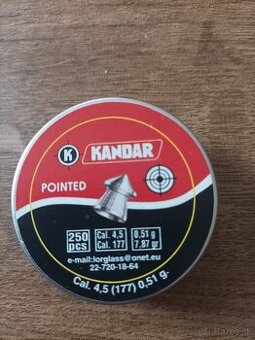 K KANDAR
POINTED
250 pcs
Cal. 4,5
Cal. 177
0,51 g
7,87 gr
e-mail:lorglass@onet.eu
22-720-18-64
Cal. 4,5 (177) 0,51 g.